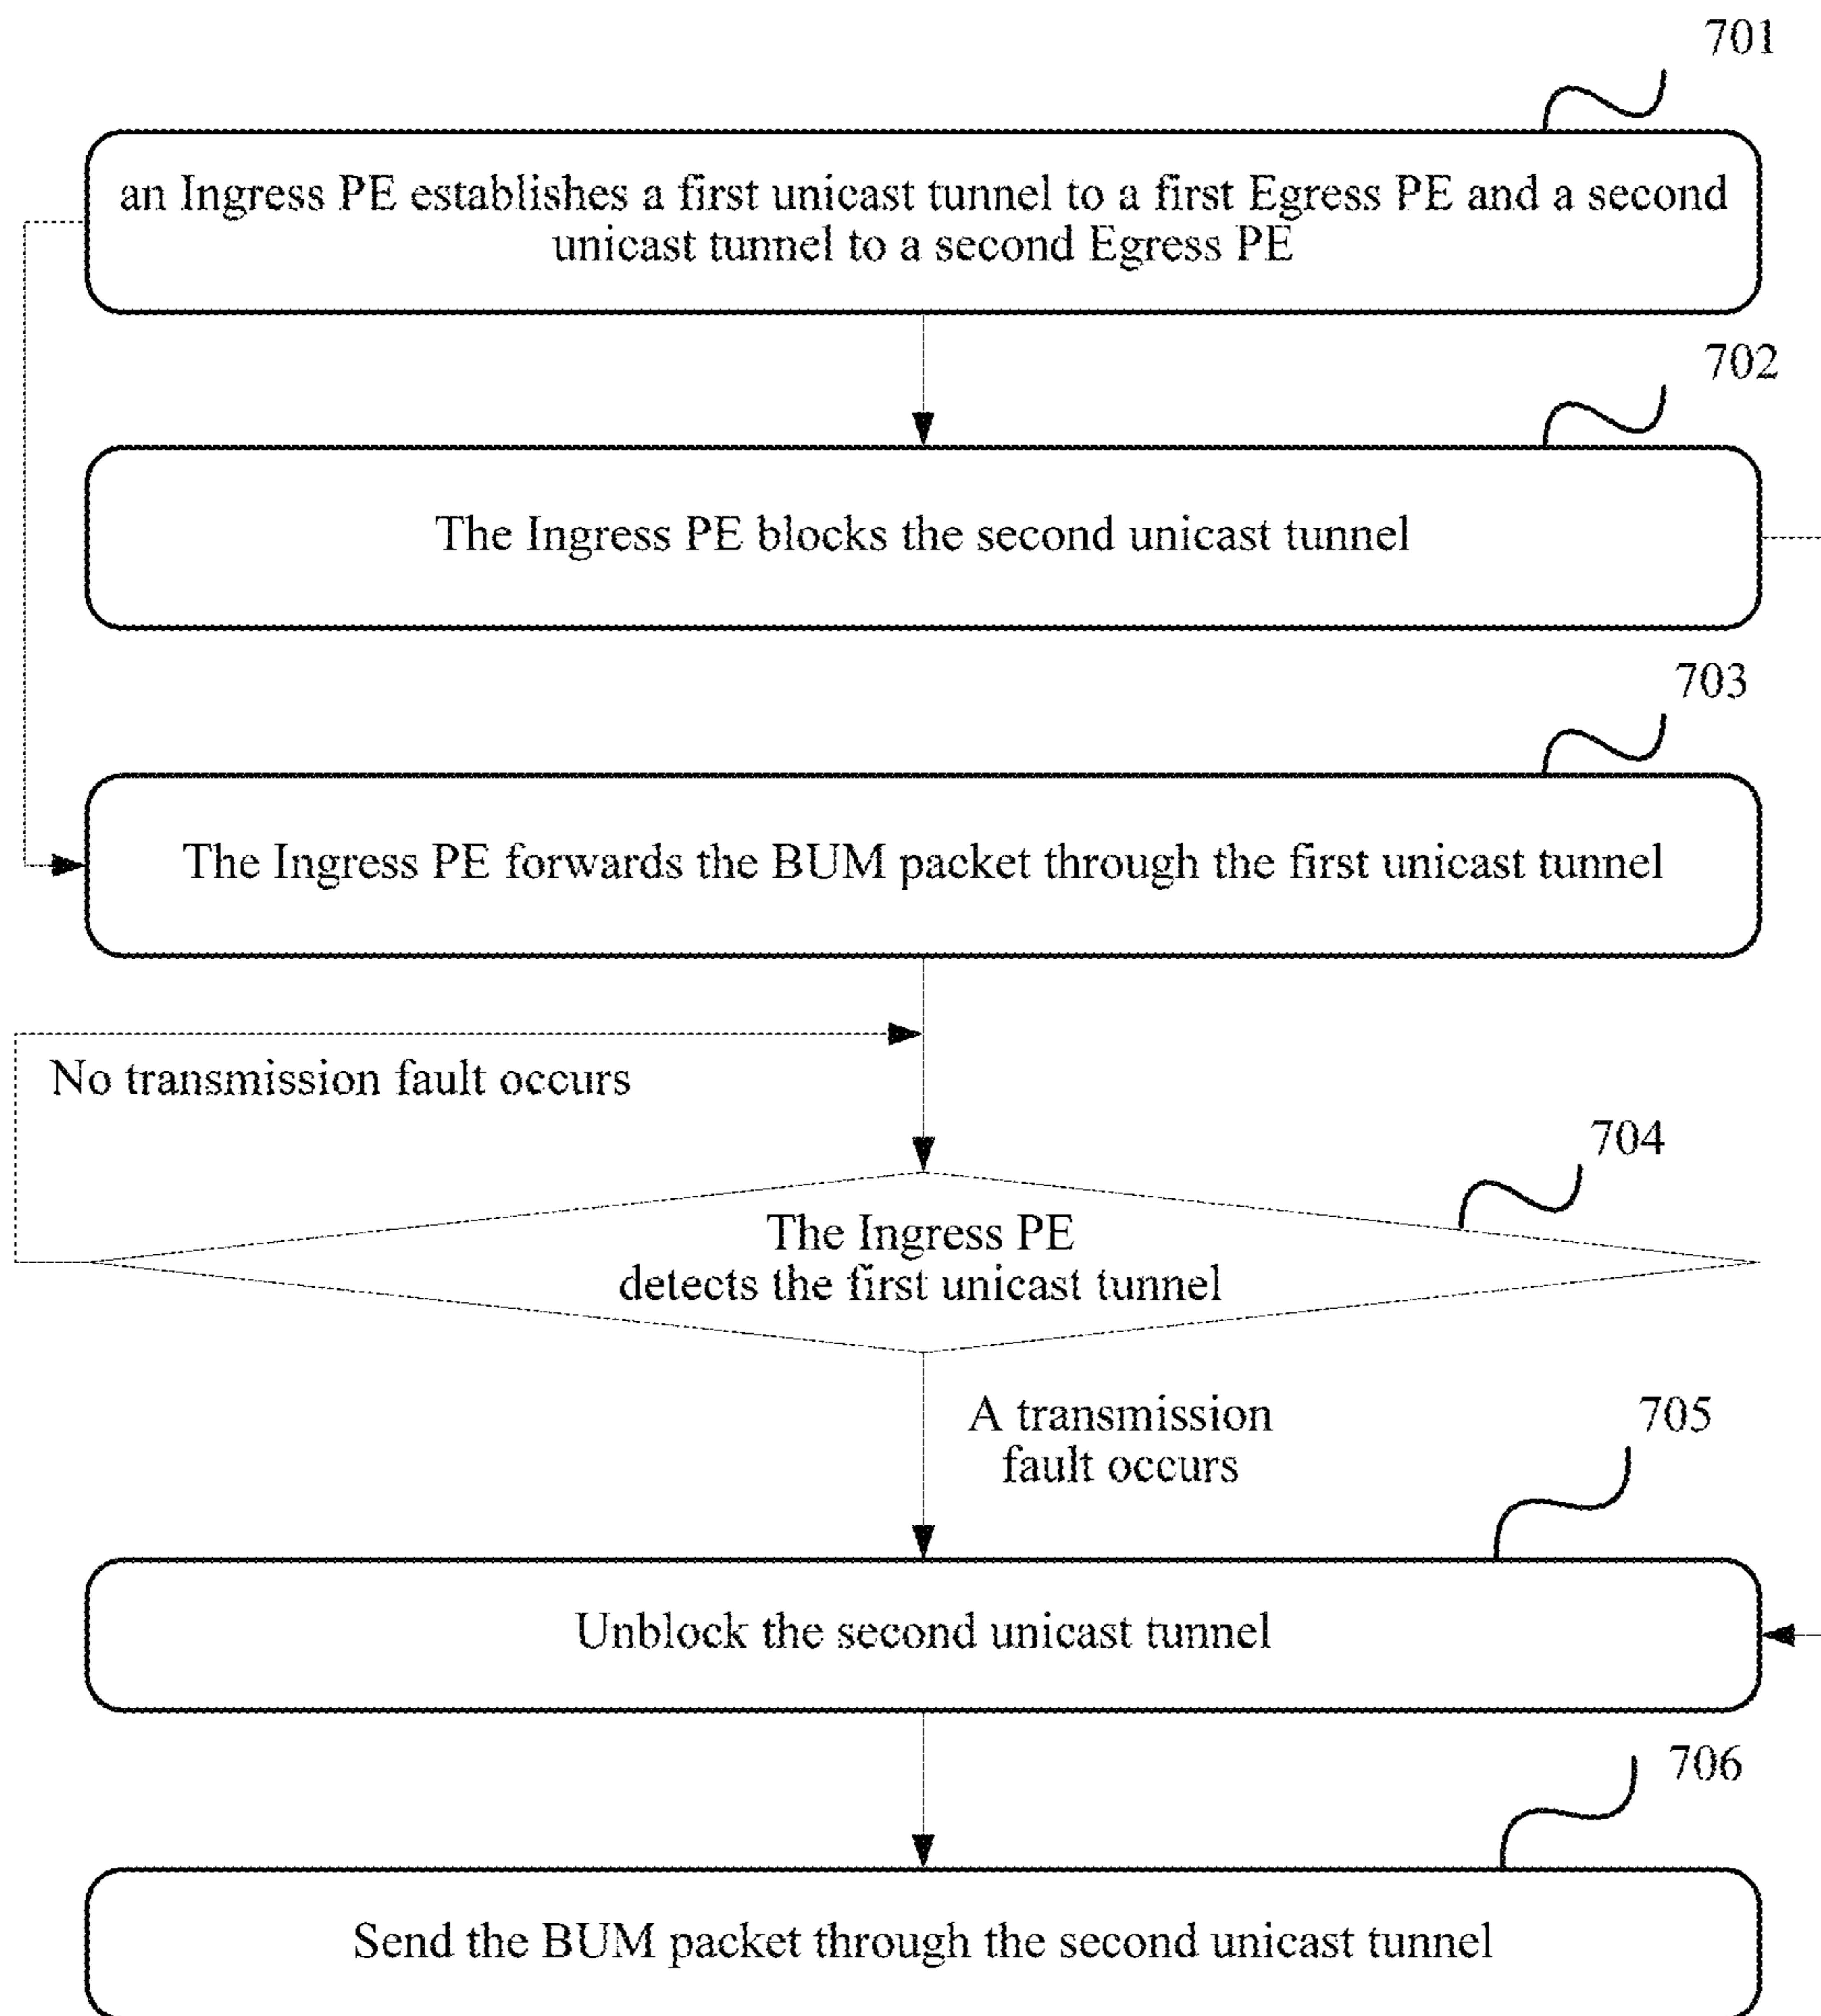 701
an Ingress PE establishes a first unicast tunnel to a first Egress PE and a second
unicast tunnel to a second Egress PE
702
The Ingress PE blocks the second unicast tunnel
703
The Ingress PE forwards the BUM packet through the first unicast tunnel
No transmission fault occurs
704
The Ingress PE
detects the first unicast tunnel
A transmission
fault occurs
705
Unblock the second unicast tunnel
706
Send the BUM packet through the second unicast tunnel